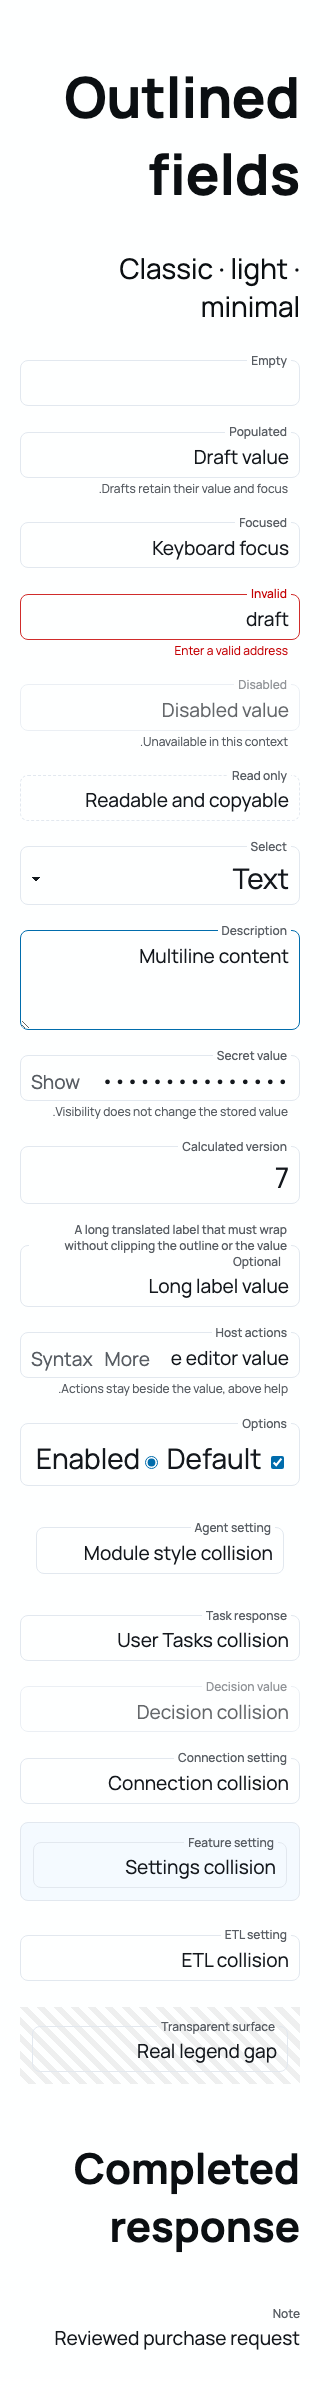 Outlined
fields
Classic · light ·
minimal
Empty
Populated
Draft value
.Drafts retain their value and focus
Focused
Keyboard focus
Invalid
draft
Enter a valid address
Disabled
Disabled value
.Unavailable in this context
Read only
Readable and copyable
Select
Text
Description
Multiline content
Secret value
Show ••••••••••••••••••
.Visibility does not change the stored value
Calculated version
7
A long translated label that must wrap
without clipping the outline or the value
Optional
Long label value
Host actions
Syntax More e editor value
.Actions stay beside the value, above help
Options
Enabled Default
Agent setting
Module style collision
Task response
User Tasks collision
Decision value
Decision collision
Connection setting
Connection collision
Feature setting
Settings collision
ETL setting
ETL collision
Transparent surface
Real legend gap
Completed
response
Note
Reviewed purchase request